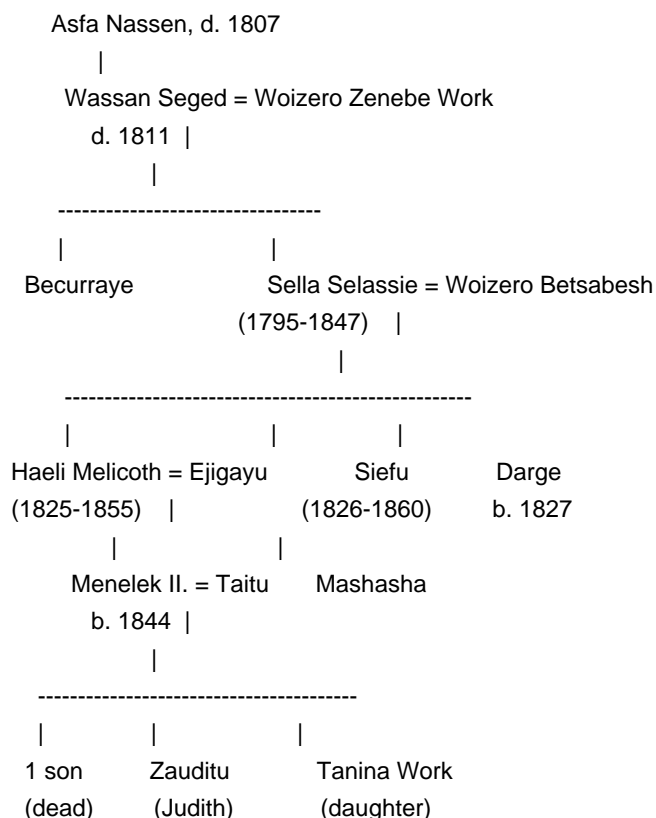 Asfa Nassen, d. 1807
|
Wassan Seged = Woizero Zenebe Work
d. 1811 |
|
---------------------------------
| |
Becurraye Sella Selassie = Woizero Betsabesh
(1795-1847) |
|
---------------------------------------------------
| | |
Haeli Melicoth = Ejigayu Siefu Darge
(1825-1855) | (1826-1860) b. 1827
| |
Menelek II. = Taitu Mashasha
b. 1844 |
|
----------------------------------------
| | |
1 son Zauditu Tanina Work
(dead) (Judith) (daughter)